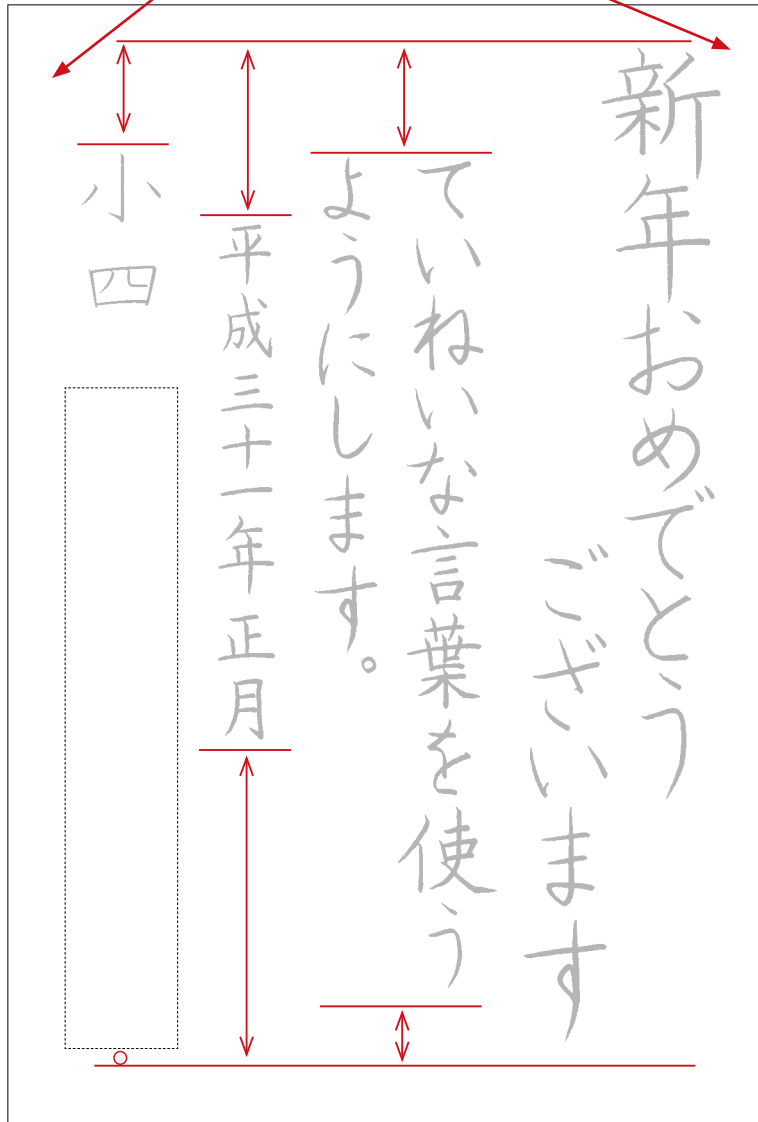 新年おめでとう
ございます
ていねいな言葉を使う
ようにします。
平成三十一年正月
小四